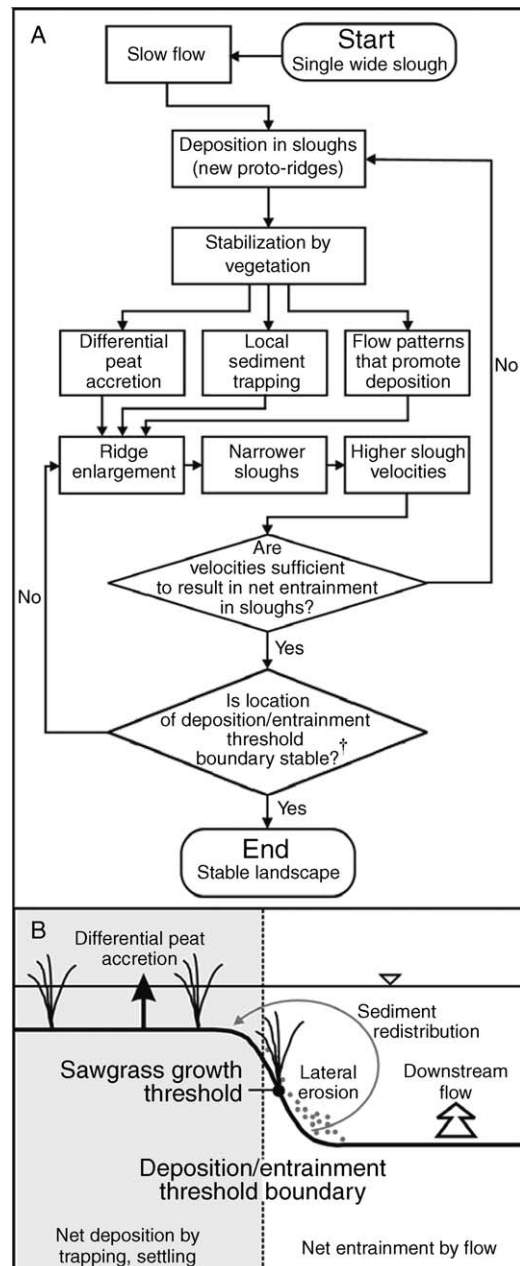 A
Start
Single wide slough
Slow flow
Deposition in sloughs
(new proto-ridges)
Stabilization by
vegetation
Differential
peat
accretion
Local
sediment
trapping
Flow patterns
that promote
deposition
No
Ridge
enlargement
Narrower
sloughs
Higher slough
velocities
Are
velocities sufficient
to result in net entrainment
in sloughs?
No
Yes
Is location
of deposition/entrainment
threshold
boundary stable?†
Yes
End
Stable landscape
B
Differential peat
accretion
Sediment
redistribution
Sawgrass growth
threshold
Lateral
erosion
Downstream
flow
Deposition/entrainment
threshold boundary
Net deposition by
trapping, settling
Net entrainment by flow